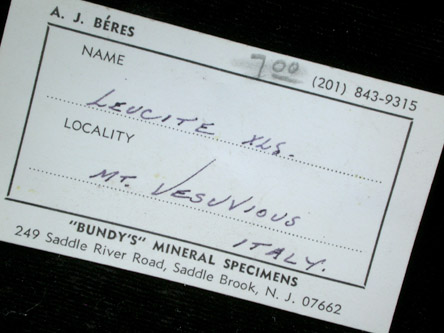 A. J. BÉRES
7.00 (201) 843-9315
NAME
LEUCITE XLS.
LOCALITY
MT. VESUVIOUS
ITALY.
"BUNDY'S" MINERAL SPECIMENS
249 Saddle River Road, Saddle Brook, N. J. 07662